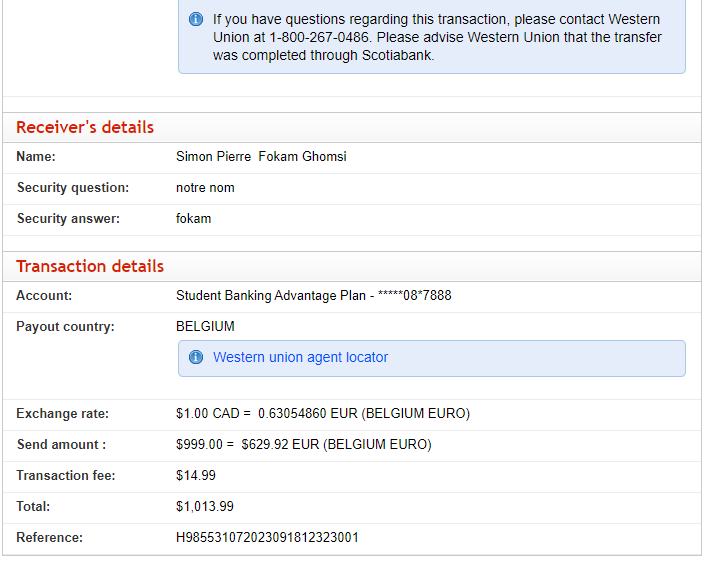 If you have questions regarding this transaction, please contact Western
Union at 1-800-267-0486. Please advise Western Union that the transfer
was completed through Scotiabank.
Receiver's details
Name: Simon Pierre  Fokam Ghomsi
Security question: notre nom
Security answer: fokam
Transaction details
Account: Student Banking Advantage Plan - *****08*7888
Payout country: BELGIUM
Western union agent locator
Exchange rate: $1.00 CAD =  0.63054860 EUR (BELGIUM EURO)
Send amount : $999.00 =  $629.92 EUR (BELGIUM EURO)
Transaction fee: $14.99
Total: $1,013.99
Reference: H985531072023091812323001